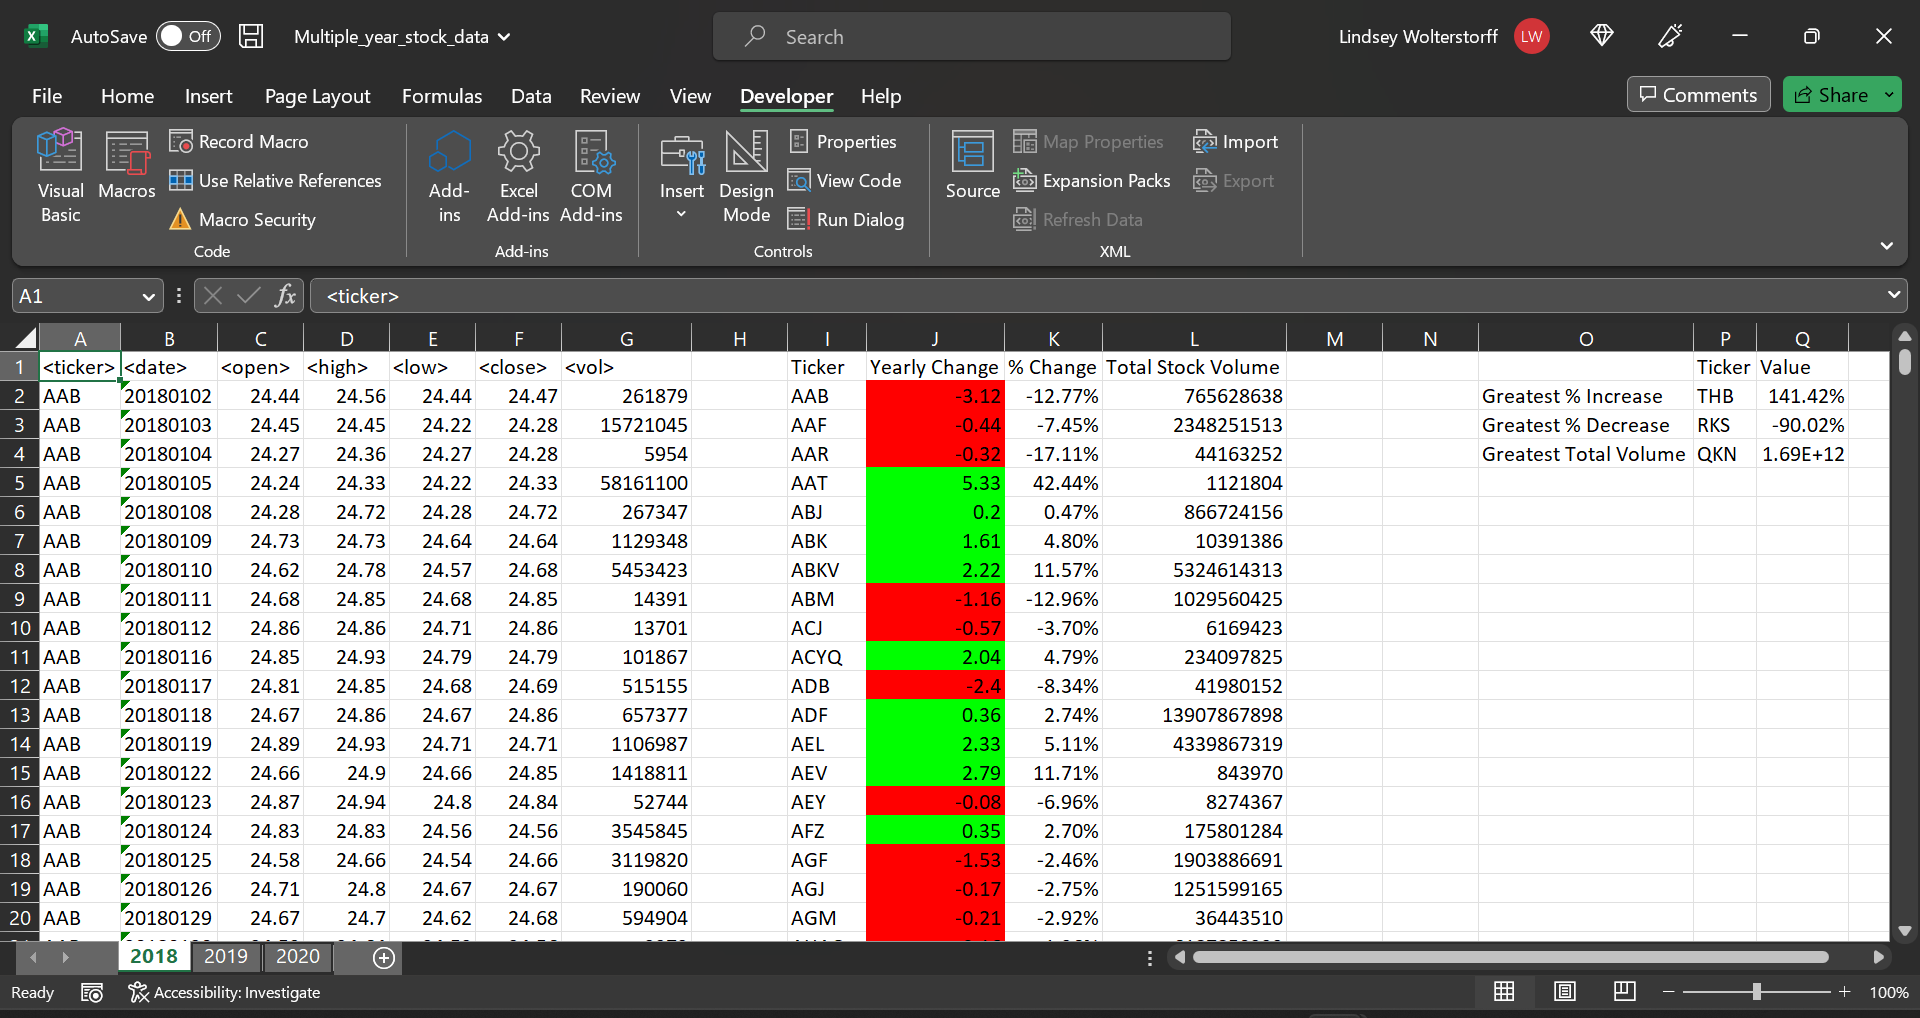 AutoSave Off Multiple_year_stock_data Search Lindsey Wolterstorff LW
File Home Insert Page Layout Formulas Data Review View Developer Help Comments Share
Visual Basic
Macros
Record Macro
Use Relative References
Macro Security
Code
Add-ins
Excel Add-ins
COM Add-ins
Add-ins
Insert
Design Mode
Properties
View Code
Run Dialog
Controls
Source
Map Properties
Expansion Packs
Refresh Data
Import
Export
XML
A1 fx <ticker>
A B C D E F G H I J K L M N O P Q
1 <ticker> <date> <open> <high> <low> <close> <vol> Ticker Yearly Change % Change Total Stock Volume Ticker Value
2 AAB 20180102 24.44 24.56 24.44 24.47 261879 AAB -3.12 -12.77% 765628638 Greatest % Increase THB 141.42%
3 AAB 20180103 24.45 24.45 24.22 24.28 15721045 AAF -0.44 -7.45% 2348251513 Greatest % Decrease RKS -90.02%
4 AAB 20180104 24.27 24.36 24.27 24.28 5954 AAR -0.32 -17.11% 44163252 Greatest Total Volume QKN 1.69E+12
5 AAB 20180105 24.24 24.33 24.22 24.33 58161100 AAT 5.33 42.44% 1121804
6 AAB 20180108 24.28 24.72 24.28 24.72 267347 ABJ 0.2 0.47% 866724156
7 AAB 20180109 24.73 24.73 24.64 24.64 1129348 ABK 1.61 4.80% 10391386
8 AAB 20180110 24.62 24.78 24.57 24.68 5453423 ABKV 2.22 11.57% 5324614313
9 AAB 20180111 24.68 24.85 24.68 24.85 14391 ABM -1.16 -12.96% 1029560425
10 AAB 20180112 24.86 24.86 24.71 24.86 13701 ACJ -0.57 -3.70% 6169423
11 AAB 20180116 24.85 24.93 24.79 24.79 101867 ACYQ 2.04 4.79% 234097825
12 AAB 20180117 24.81 24.85 24.68 24.69 515155 ADB -2.4 -8.34% 41980152
13 AAB 20180118 24.67 24.86 24.67 24.86 657377 ADF 0.36 2.74% 13907867898
14 AAB 20180119 24.89 24.93 24.71 24.71 1106987 AEL 2.33 5.11% 4339867319
15 AAB 20180122 24.66 24.9 24.66 24.85 1418811 AEV 2.79 11.71% 843970
16 AAB 20180123 24.87 24.94 24.8 24.84 52744 AEY -0.08 -6.96% 8274367
17 AAB 20180124 24.83 24.83 24.56 24.56 3545845 AFZ 0.35 2.70% 175801284
18 AAB 20180125 24.58 24.66 24.54 24.66 3119820 AGF -1.53 -2.46% 1903886691
19 AAB 20180126 24.71 24.8 24.67 24.67 190060 AGJ -0.17 -2.75% 1251599165
20 AAB 20180129 24.67 24.7 24.62 24.68 594904 AGM -0.21 -2.92% 36443510
2018 2019 2020
Ready Accessibility: Investigate 100%